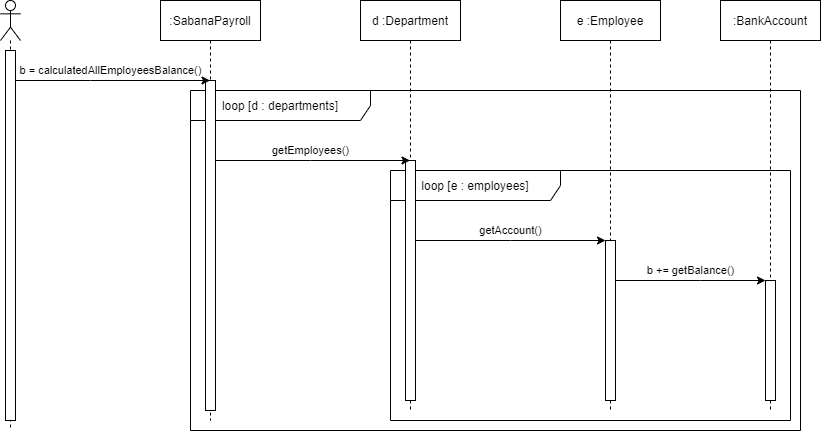 :SabanaPayroll
d :Department
e :Employee
:BankAccount
b = calculatedAllEmployeesBalance()
loop [d : departments]
getEmployees()
loop [e : employees]
getAccount()
b += getBalance()